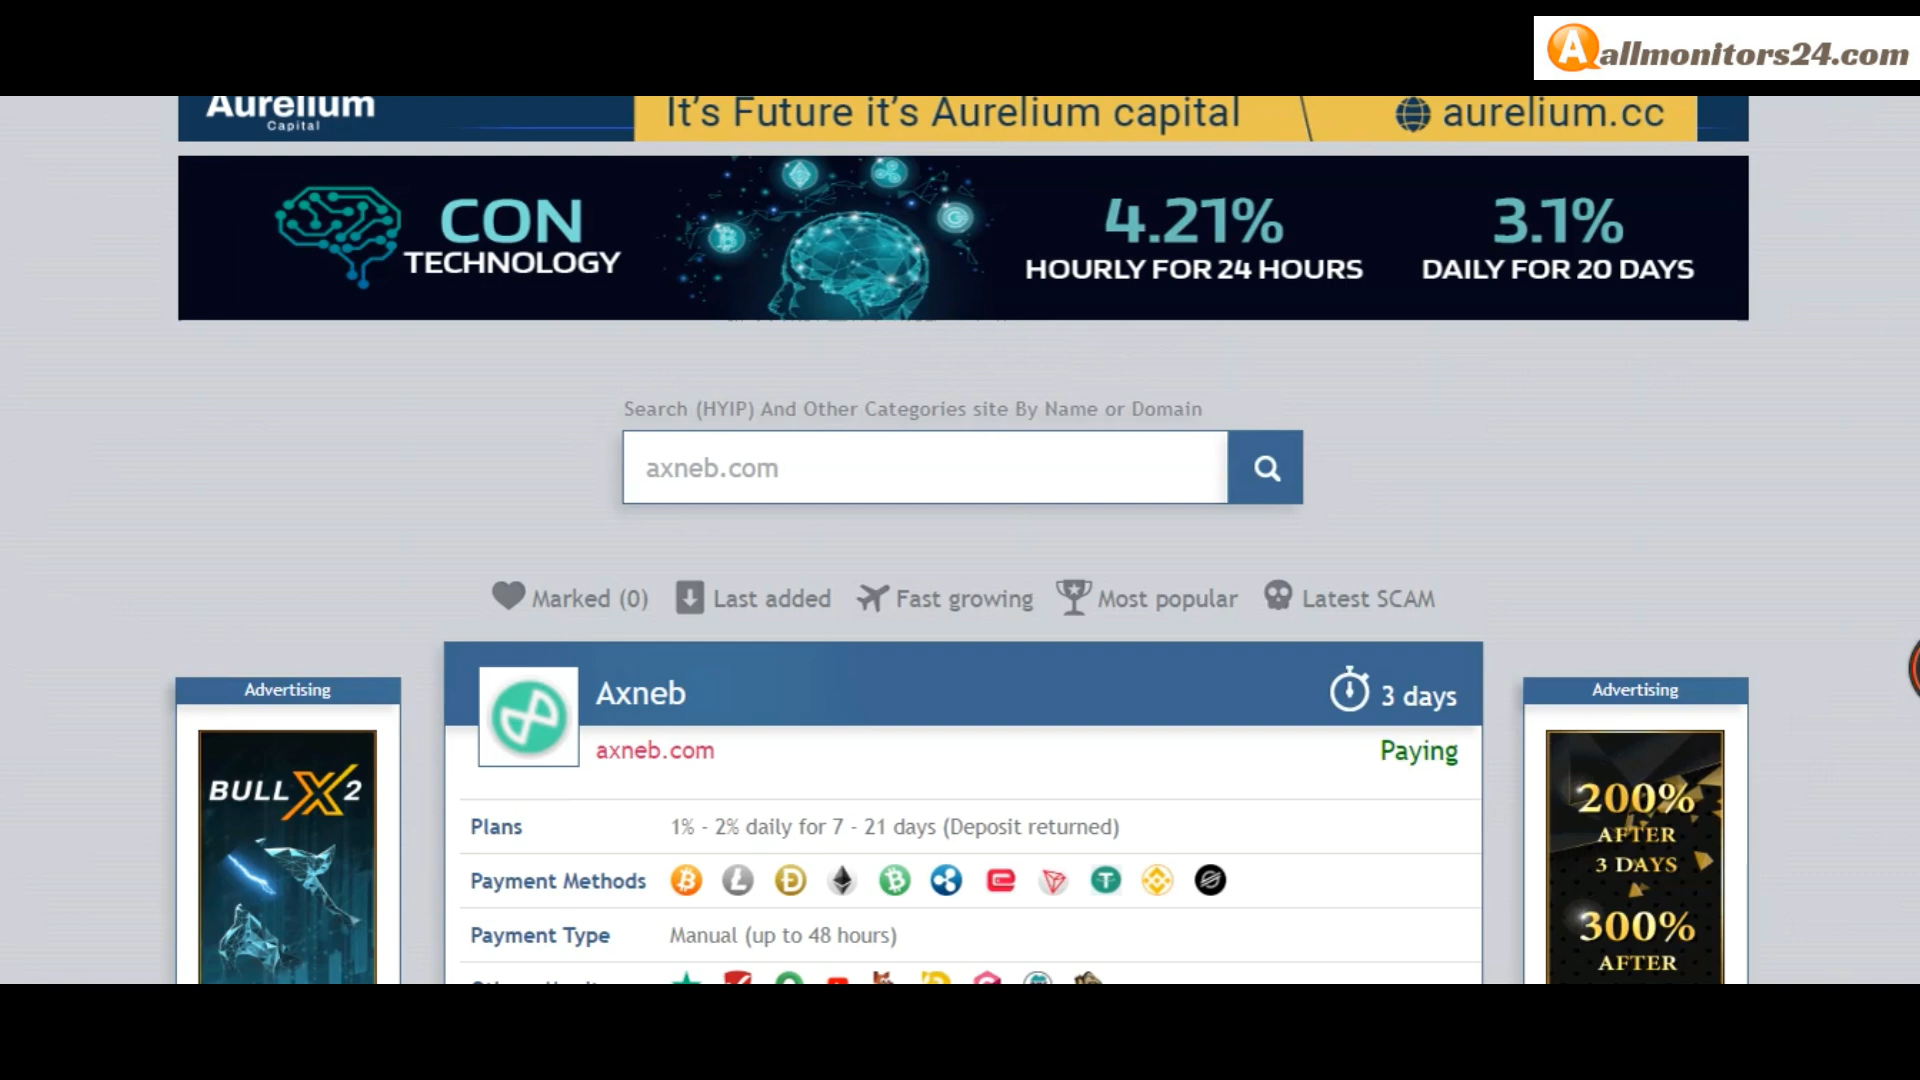 allmonitors24.com
Aurelium
Capital
It's Future it's Aurelium capital
aurelium.cc
CON
TECHNOLOGY
4.21%
HOURLY FOR 24 HOURS
3.1%
DAILY FOR 20 DAYS
Search (HYIP) And Other Categories site By Name or Domain
axneb.com
Marked (0) Last added Fast growing Most popular Latest SCAM
Advertising
BULL X2
Axneb
3 days
axneb.com
Paying
Plans 1% - 2% daily for 7 - 21 days (Deposit returned)
Payment Methods
Payment Type Manual (up to 48 hours)
Advertising
200%
AFTER
3 DAYS
300%
AFTER